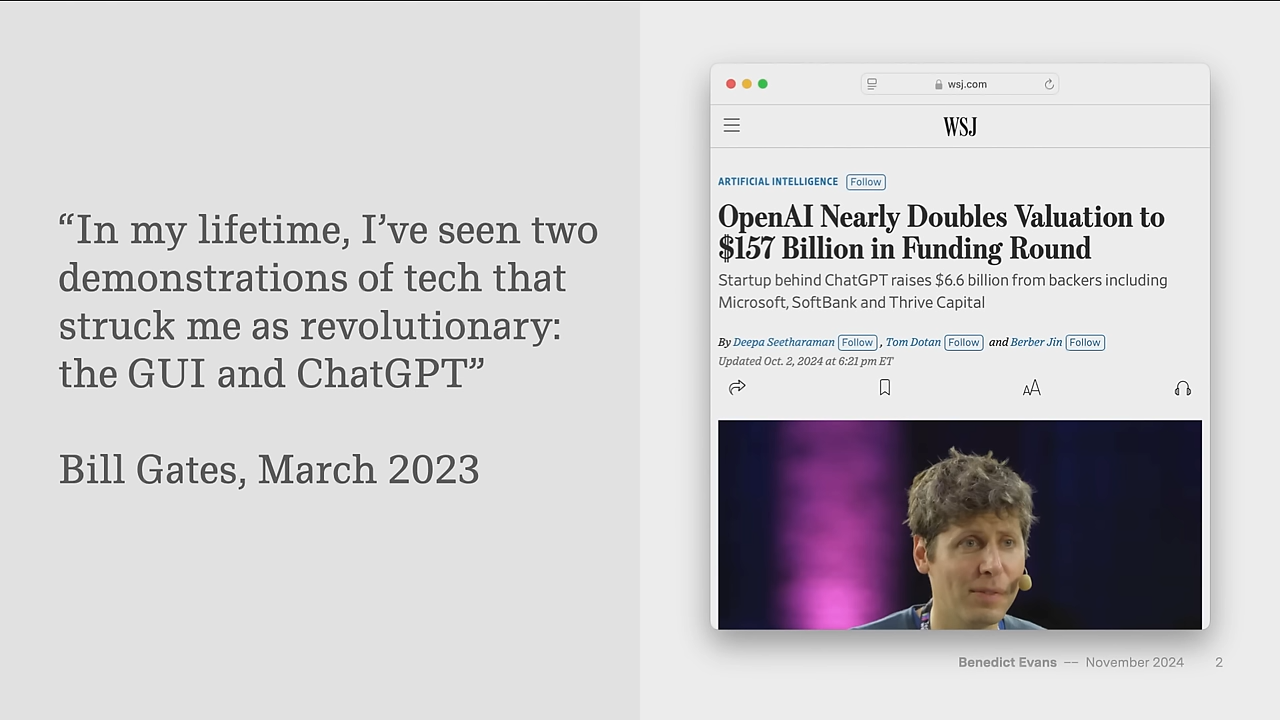 “In my lifetime, I’ve seen two
demonstrations of tech that
struck me as revolutionary:
the GUI and ChatGPT”
Bill Gates, March 2023
wsj.com
WSJ
ARTIFICIAL INTELLIGENCE Follow
OpenAI Nearly Doubles Valuation to
$157 Billion in Funding Round
Startup behind ChatGPT raises $6.6 billion from backers including
Microsoft, SoftBank and Thrive Capital
By Deepa Seetharaman Follow , Tom Dotan Follow and Berber Jin Follow
Updated Oct. 2, 2024 at 6:21 pm ET
AA
Benedict Evans –– November 2024 2